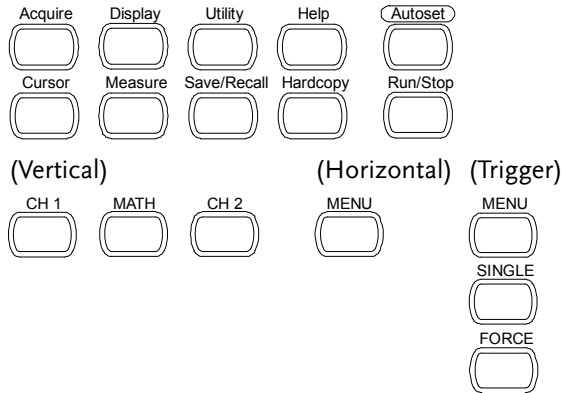 Acquire Display Utility Help Autoset
Cursor Measure Save/Recall Hardcopy Run/Stop
(Vertical) (Horizontal) (Trigger)
CH 1 MATH CH 2 MENU MENU
SINGLE
FORCE